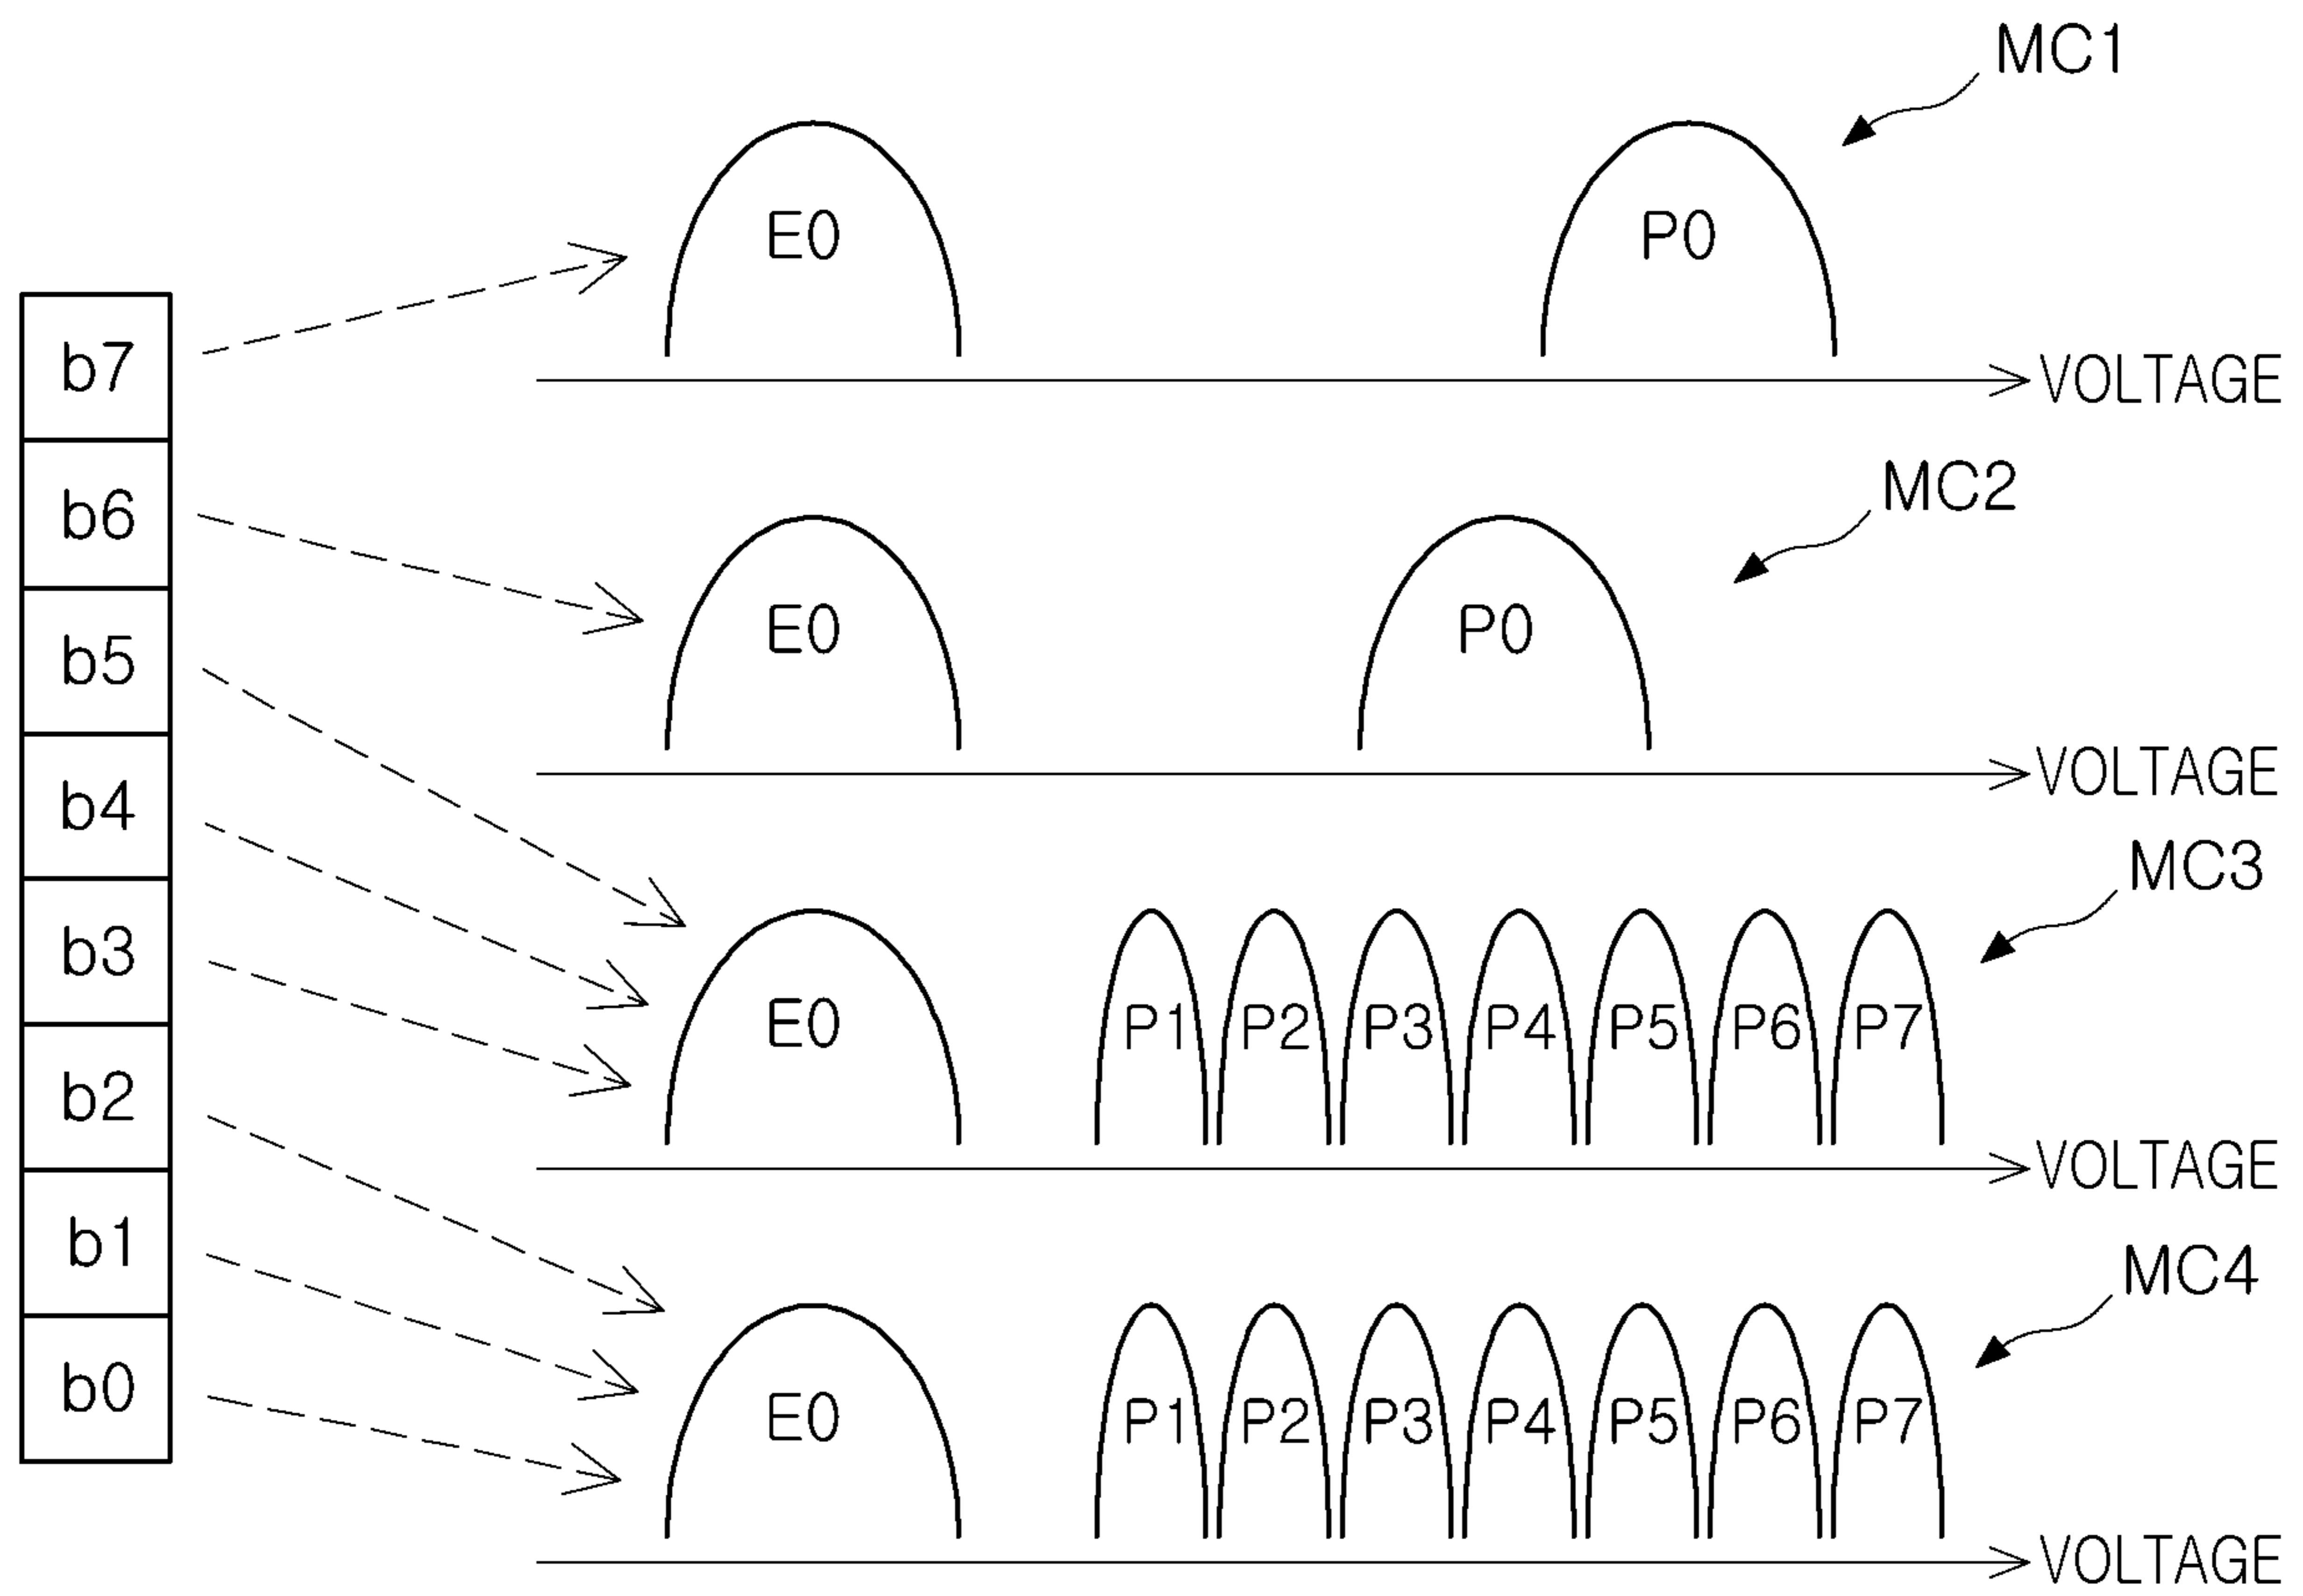 MC1
E0
P0
b7
VOLTAGE
MC2
b6
E0
P0
b5
VOLTAGE
b4
MC3
b3
E0
P1 P2 P3 P4 P5 P6 P7
b2
VOLTAGE
b1
MC4
b0
E0
P1 P2 P3 P4 P5 P6 P7
VOLTAGE